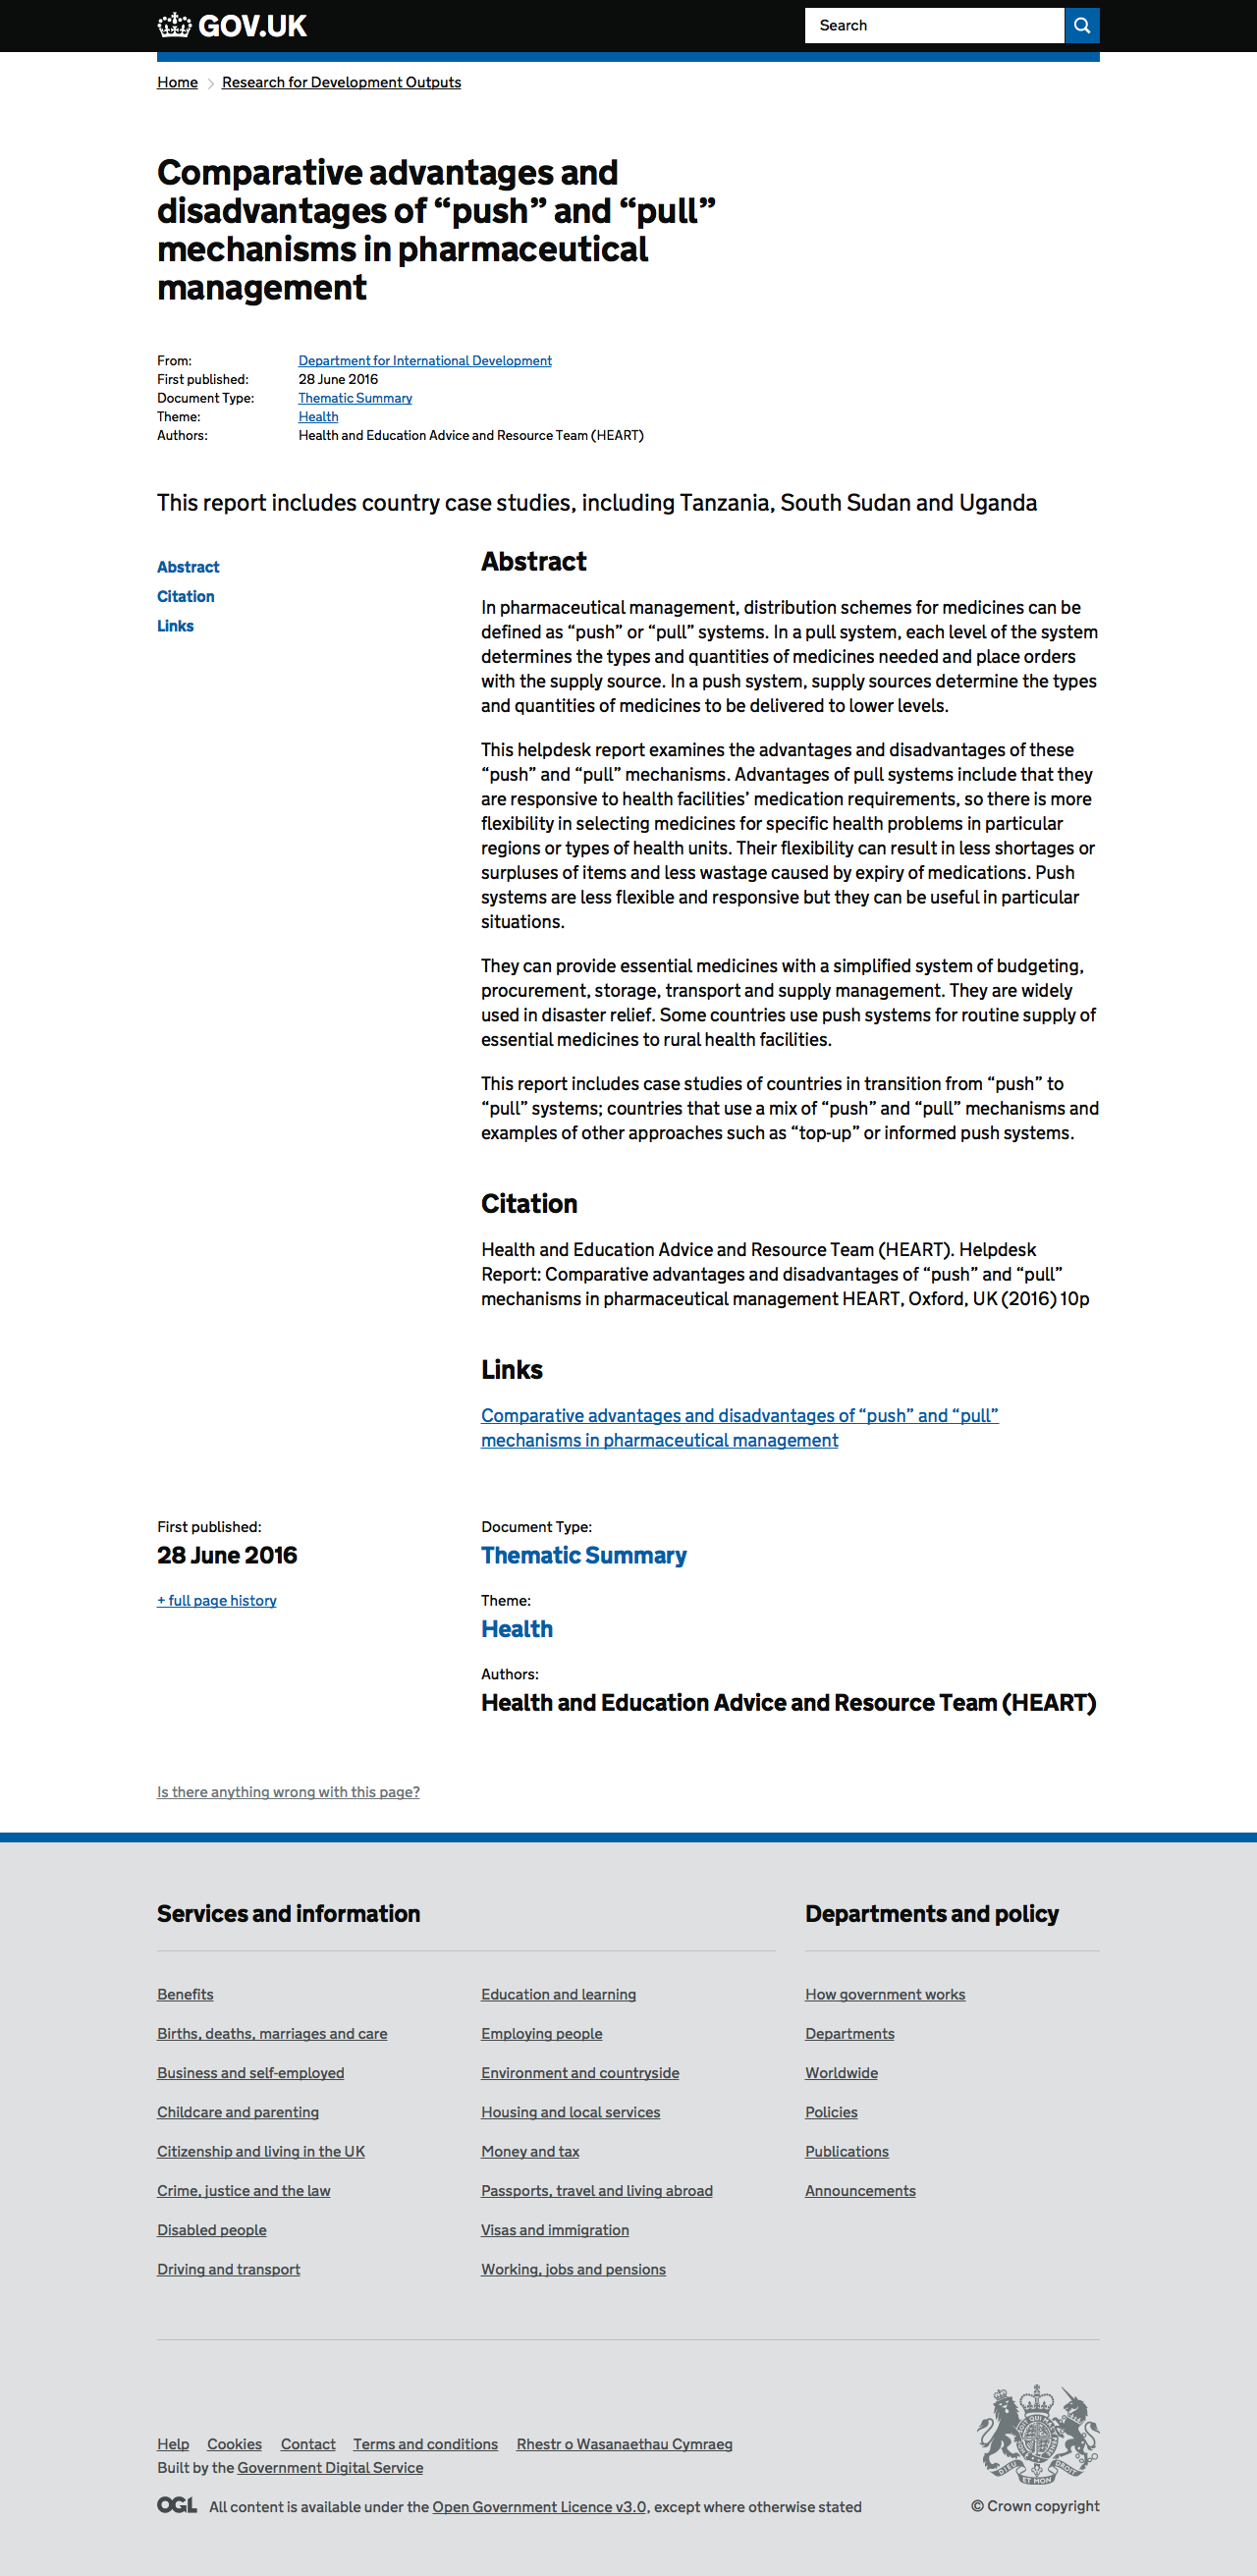 GOV.UK
Search
Home
Research for Development Outputs
Comparative advantages and
disadvantages of “push” and “pull”
mechanisms in pharmaceutical
management
From: Department for International Development
First published: 28 June 2016
Document Type: Thematic Summary
Theme: Health
Authors: Health and Education Advice and Resource Team (HEART)
This report includes country case studies, including Tanzania, South Sudan and Uganda
Abstract
Citation
Links
Abstract
In pharmaceutical management, distribution schemes for medicines can be
defined as “push” or “pull” systems. In a pull system, each level of the system
determines the types and quantities of medicines needed and place orders
with the supply source. In a push system, supply sources determine the types
and quantities of medicines to be delivered to lower levels.
This helpdesk report examines the advantages and disadvantages of these
“push” and “pull” mechanisms. Advantages of pull systems include that they
are responsive to health facilities’ medication requirements, so there is more
flexibility in selecting medicines for specific health problems in particular
regions or types of health units. Their flexibility can result in less shortages or
surpluses of items and less wastage caused by expiry of medications. Push
systems are less flexible and responsive but they can be useful in particular
situations.
They can provide essential medicines with a simplified system of budgeting,
procurement, storage, transport and supply management. They are widely
used in disaster relief. Some countries use push systems for routine supply of
essential medicines to rural health facilities.
This report includes case studies of countries in transition from “push” to
“pull” systems; countries that use a mix of “push” and “pull” mechanisms and
examples of other approaches such as “top-up” or informed push systems.
Citation
Health and Education Advice and Resource Team (HEART). Helpdesk
Report: Comparative advantages and disadvantages of “push” and “pull”
mechanisms in pharmaceutical management HEART, Oxford, UK (2016) 10p
Links
Comparative advantages and disadvantages of “push” and “pull”
mechanisms in pharmaceutical management
First published:
28 June 2016
+ full page history
Document Type:
Thematic Summary
Theme:
Health
Authors:
Health and Education Advice and Resource Team (HEART)
Is there anything wrong with this page?
Services and information
Benefits
Births, deaths, marriages and care
Business and self-employed
Childcare and parenting
Citizenship and living in the UK
Crime, justice and the law
Disabled people
Driving and transport
Education and learning
Employing people
Environment and countryside
Housing and local services
Money and tax
Passports, travel and living abroad
Visas and immigration
Working, jobs and pensions
Departments and policy
How government works
Departments
Worldwide
Policies
Publications
Announcements
Help Cookies Contact Terms and conditions Rhestr o Wasanaethau Cymraeg
Built by the Government Digital Service
OGL All content is available under the Open Government Licence v3.0, except where otherwise stated
DIEU ET MON DROIT
© Crown copyright